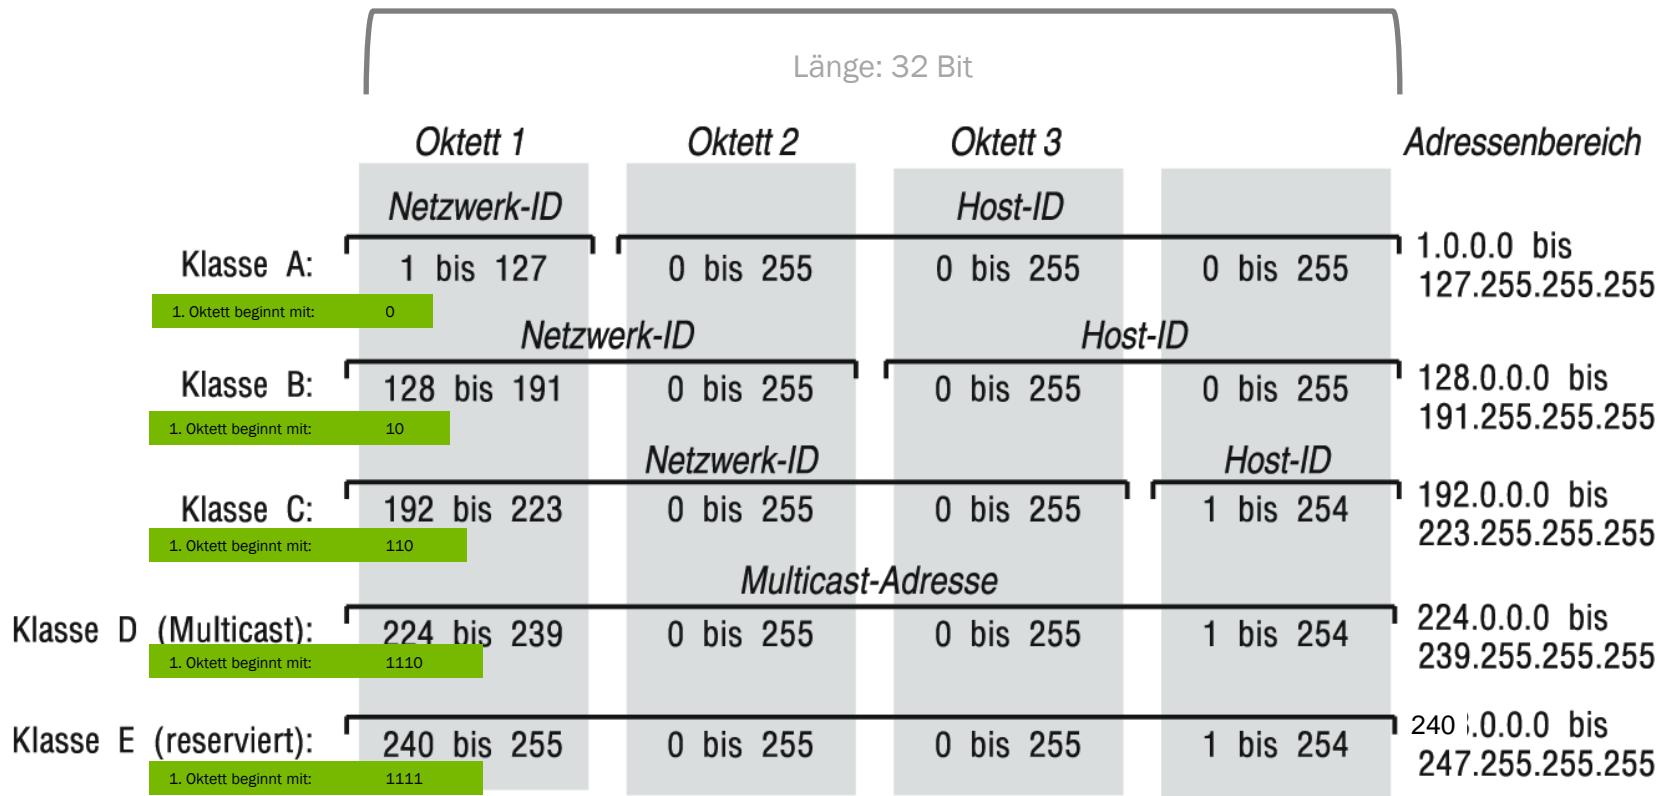 Länge: 32 Bit
Oktett 1 Oktett 2 Oktett 3 Adressenbereich
Netzwerk-ID Host-ID
Klasse A: 1 bis 127 0 bis 255 0 bis 255 0 bis 255 1.0.0.0 bis
127.255.255.255
1. Oktett beginnt mit: 0
Netzwerk-ID Host-ID
Klasse B: 128 bis 191 0 bis 255 0 bis 255 0 bis 255 128.0.0.0 bis
191.255.255.255
1. Oktett beginnt mit: 10
Netzwerk-ID Host-ID
Klasse C: 192 bis 223 0 bis 255 0 bis 255 1 bis 254 192.0.0.0 bis
223.255.255.255
1. Oktett beginnt mit: 110
Multicast-Adresse
Klasse D (Multicast): 224 bis 239 0 bis 255 0 bis 255 1 bis 254 224.0.0.0 bis
239.255.255.255
1. Oktett beginnt mit: 1110
Klasse E (reserviert): 240 bis 255 0 bis 255 0 bis 255 1 bis 254 240 .0.0.0 bis
247.255.255.255
1. Oktett beginnt mit: 1111